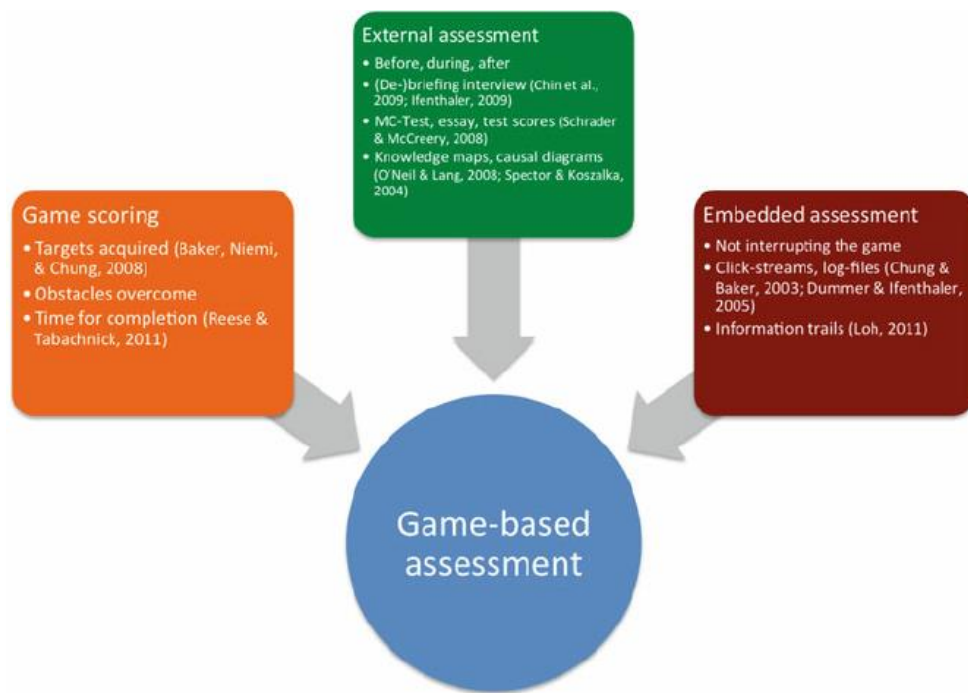 External assessment
• Before, during, after
• (De-)briefing interview (Chin et al.,
2009; Ifenthaler, 2009)
• MC-Test, essay, test scores (Schrader
& McCreery, 2008)
• Knowledge maps, causal diagrams
(O'Neil & Lang, 2008; Spector & Koszalka,
2004)
Game scoring
• Targets acquired (Baker, Niemi,
& Chung, 2008)
• Obstacles overcome
• Time for completion (Reese &
Tabachnick, 2011)
Embedded assessment
• Not interrupting the game
• Click-streams, log-files (Chung &
Baker, 2003; Dummer & Ifenthaler,
2005)
• Information trails (Loh, 2011)
Game-based
assessment